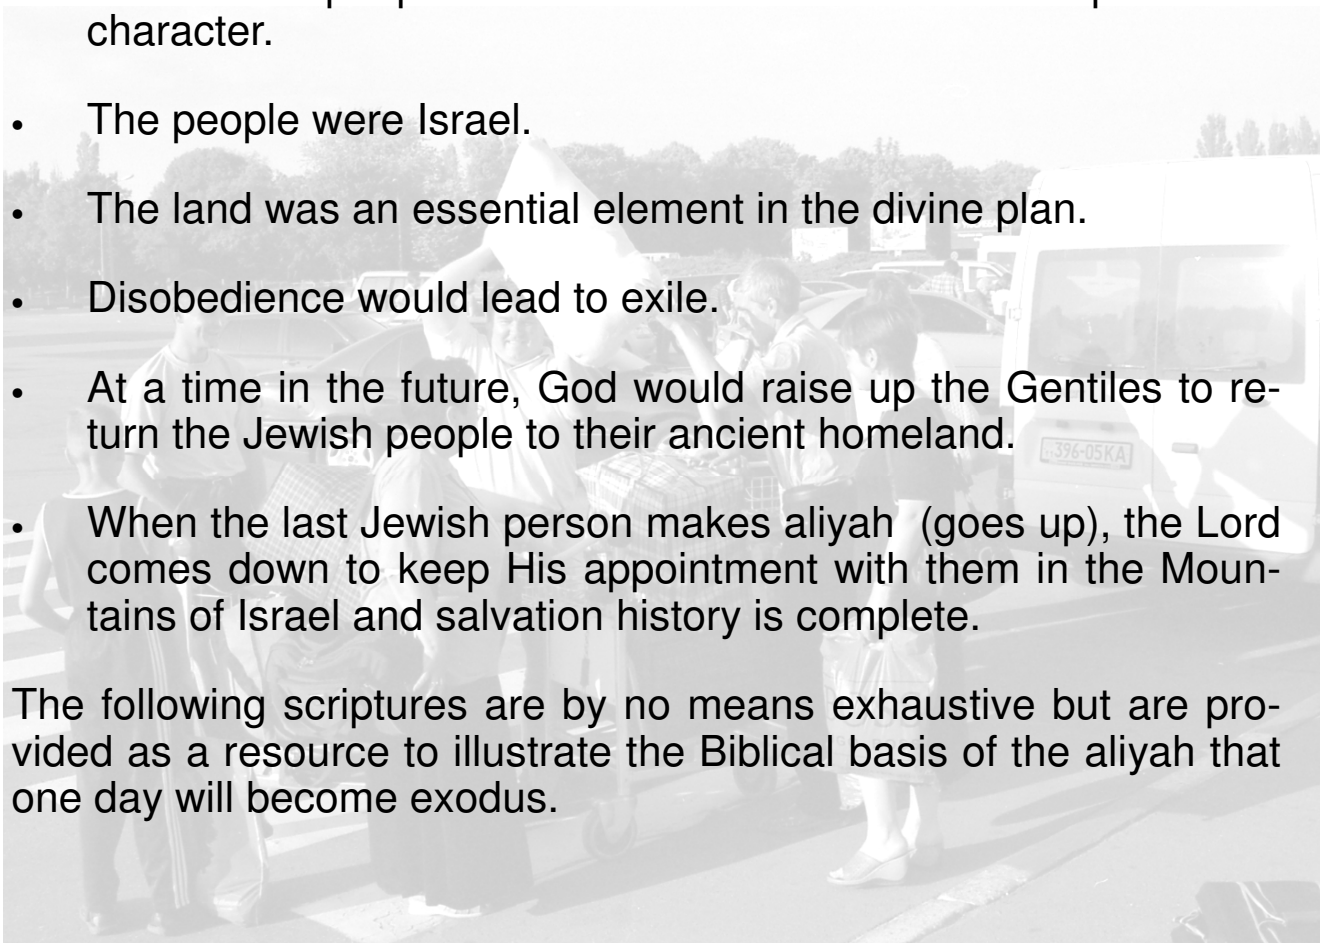 character.
• The people were Israel.
• The land was an essential element in the divine plan.
• Disobedience would lead to exile.
• At a time in the future, God would raise up the Gentiles to re-
turn the Jewish people to their ancient homeland.
• When the last Jewish person makes aliyah (goes up), the Lord
comes down to keep His appointment with them in the Moun-
tains of Israel and salvation history is complete.
The following scriptures are by no means exhaustive but are pro-
vided as a resource to illustrate the Biblical basis of the aliyah that
one day will become exodus.
396-05KA